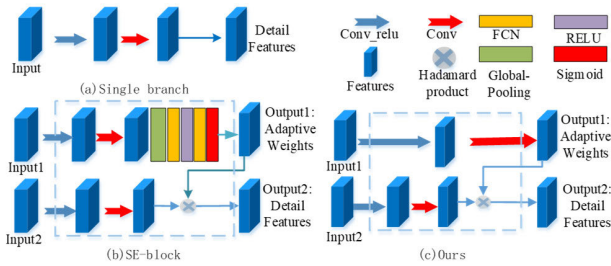 Input
Detail
Features
(a)Single branch
Conv_relu
Conv
FCN
RELU
Features
Hadamard
product
Global-
Pooling
Sigmoid
Input1
Output1:
Adaptive
Weights
Input2
Output2:
Detail
Features
(b)SE-block
Input1
Output1:
Adaptive
Weights
Input2
Output2:
Detail
Features
(c)Ours